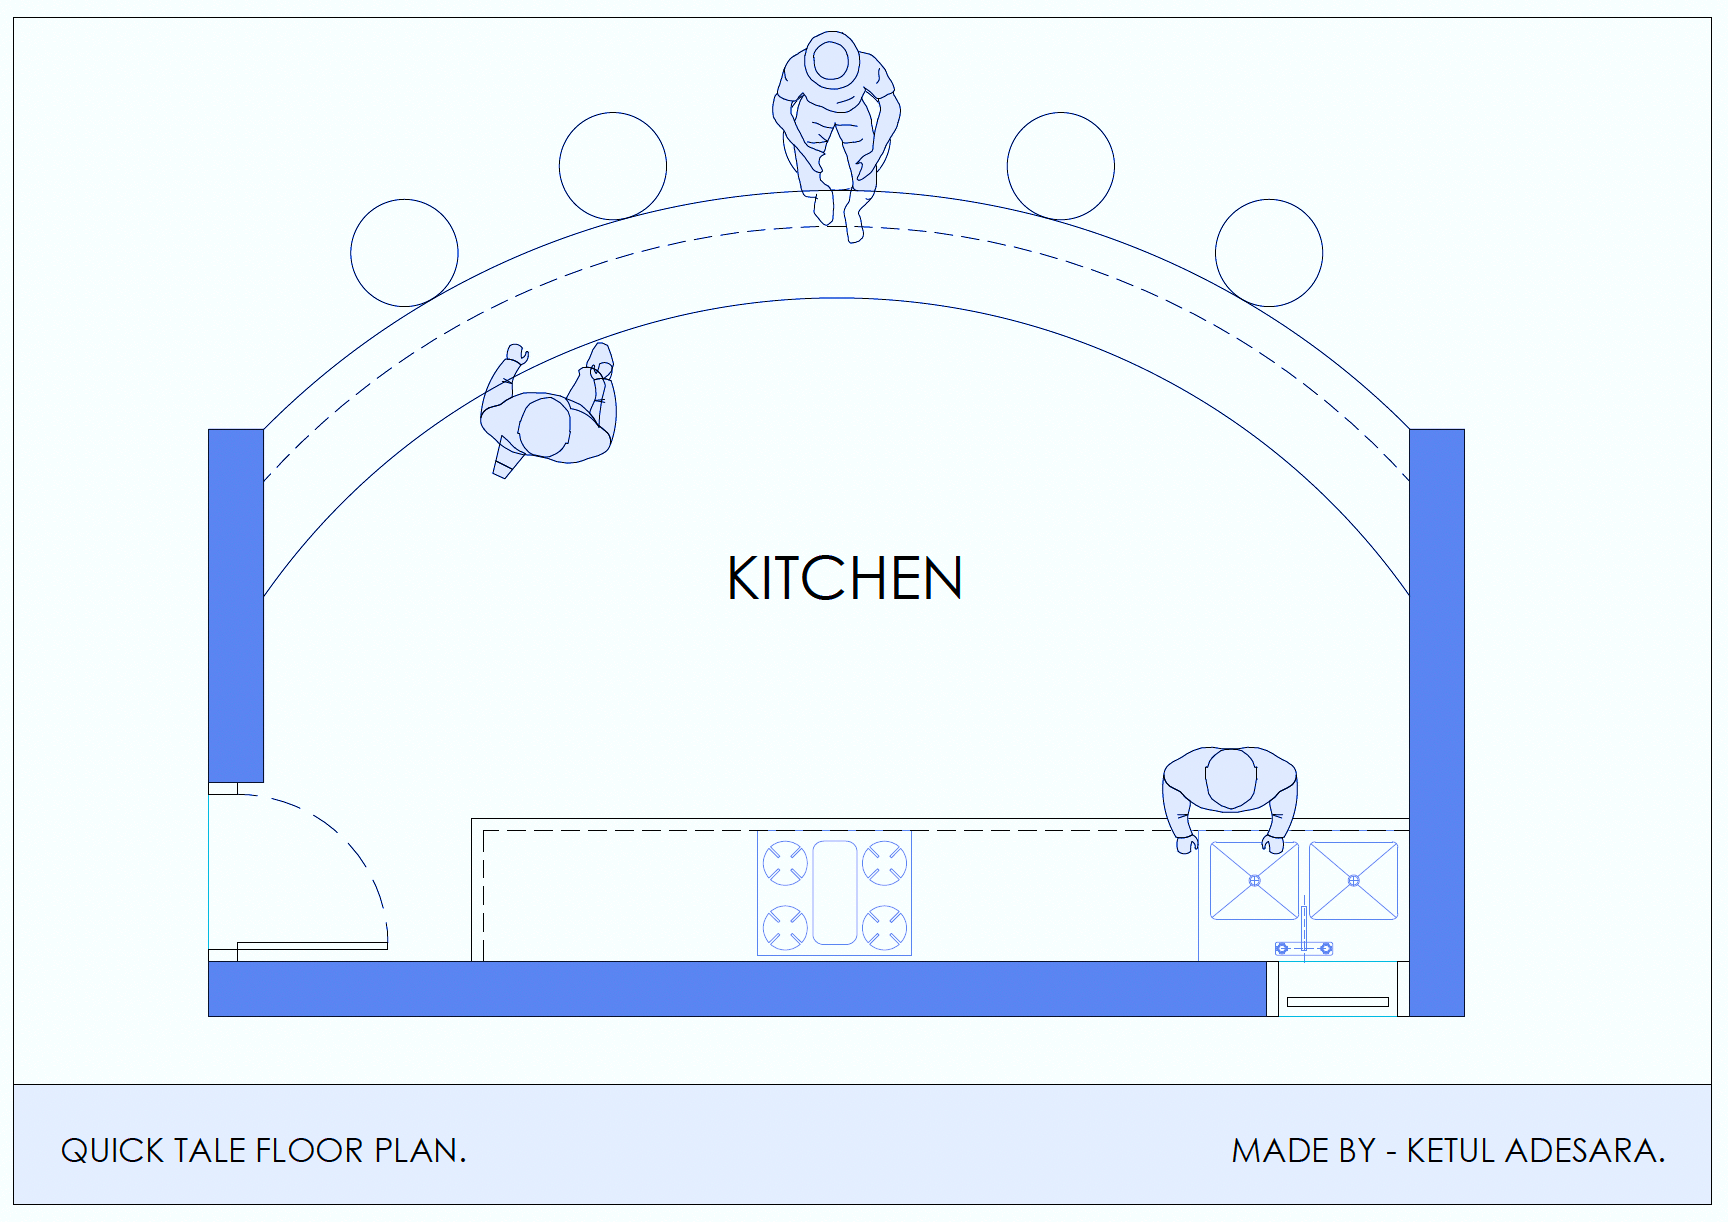 KITCHEN
QUICK TALE FLOOR PLAN.
MADE BY - KETUL ADESARA.